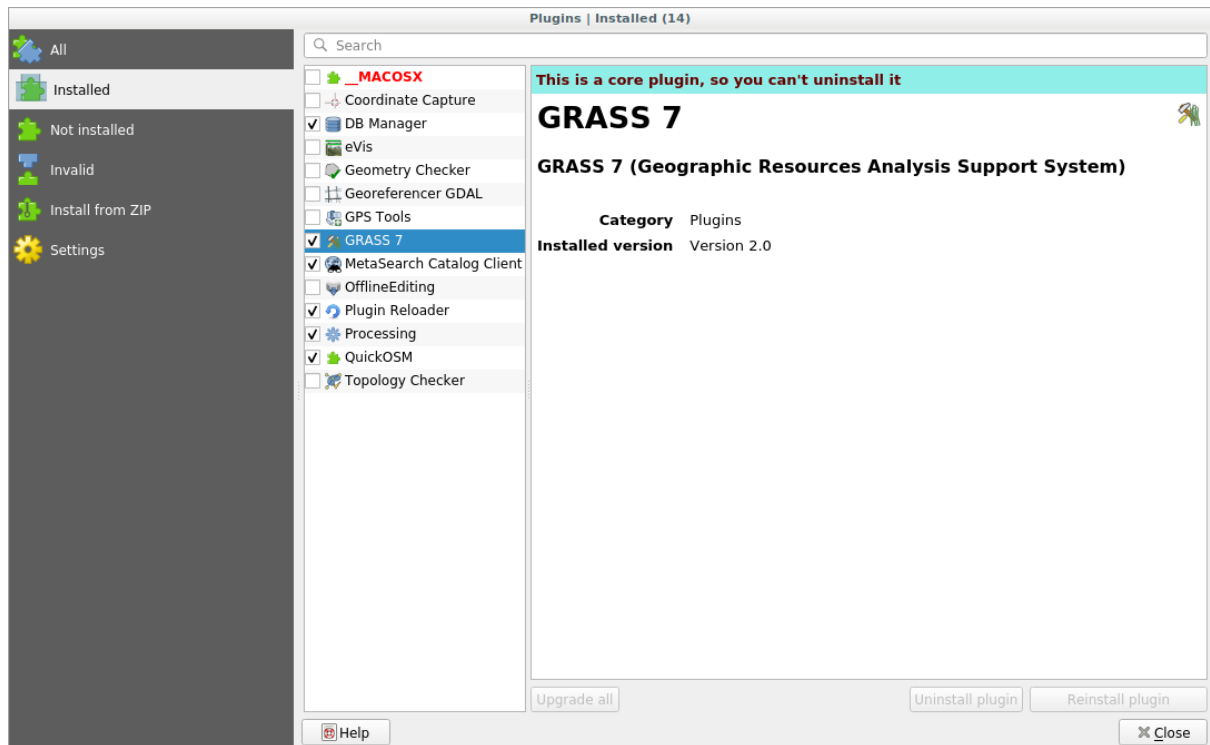 Plugins | Installed (14)
All
Installed
Not installed
Invalid
Install from ZIP
Settings
Search
__MACOSX
Coordinate Capture
DB Manager
eVis
Geometry Checker
Georeferencer GDAL
GPS Tools
GRASS 7
MetaSearch Catalog Client
OfflineEditing
Plugin Reloader
Processing
QuickOSM
Topology Checker
This is a core plugin, so you can't uninstall it
GRASS 7
GRASS 7 (Geographic Resources Analysis Support System)
Category Plugins
Installed version Version 2.0
Upgrade all Uninstall plugin Reinstall plugin
Help Close